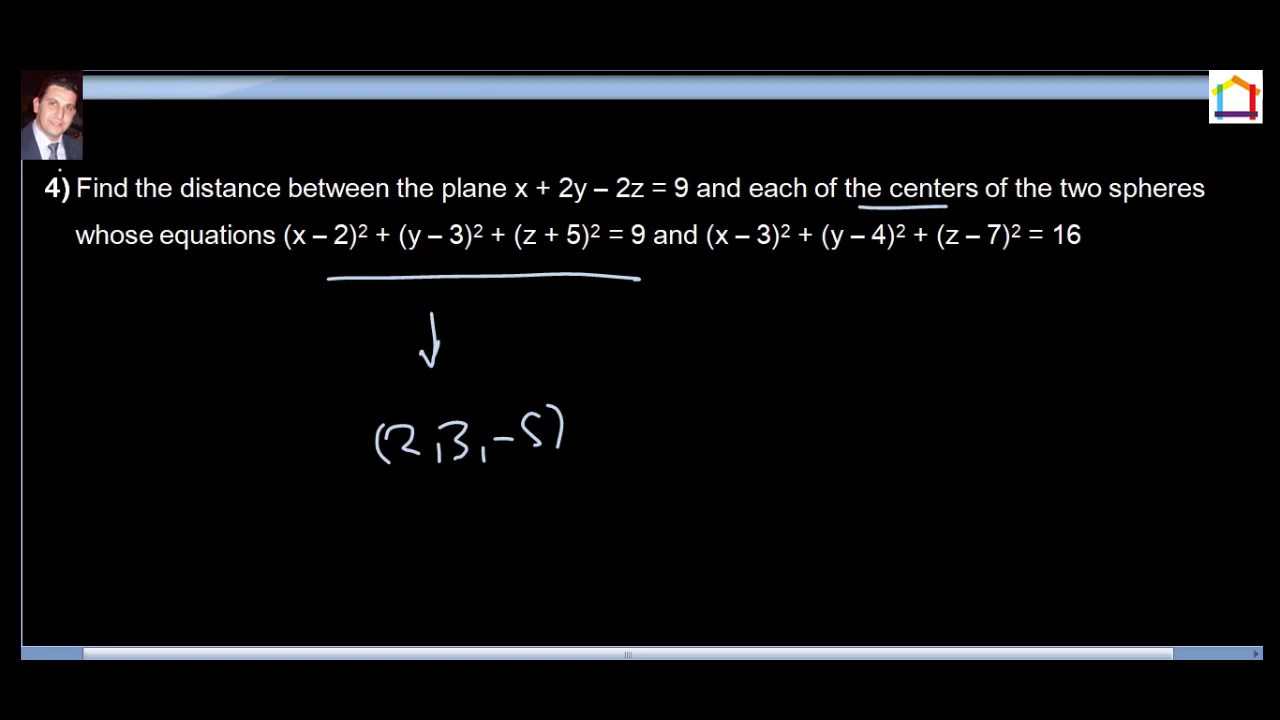 4) Find the distance between the plane x + 2y – 2z = 9 and each of the centers of the two spheres
whose equations (x – 2)² + (y – 3)² + (z + 5)² = 9 and (x – 3)² + (y – 4)² + (z – 7)² = 16
(2,3,-5)